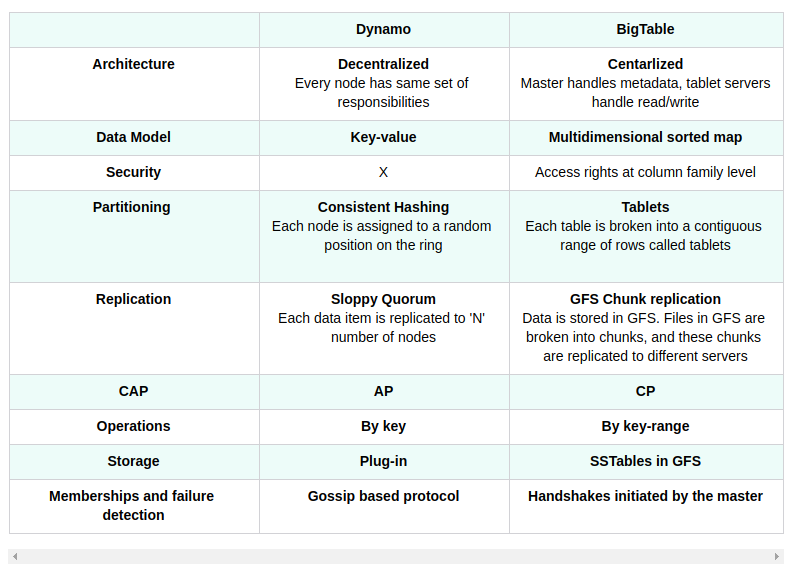 Dynamo BigTable
Architecture Decentralized Centarlized
Every node has same set of Master handles metadata, tablet servers
responsibilities handle read/write
Data Model Key-value Multidimensional sorted map
Security X Access rights at column family level
Partitioning Consistent Hashing Tablets
Each node is assigned to a random Each table is broken into a contiguous
position on the ring range of rows called tablets
Replication Sloppy Quorum GFS Chunk replication
Each data item is replicated to 'N' Data is stored in GFS. Files in GFS are
number of nodes broken into chunks, and these chunks
are replicated to different servers
CAP AP CP
Operations By key By key-range
Storage Plug-in SSTables in GFS
Memberships and failure Gossip based protocol Handshakes initiated by the master
detection